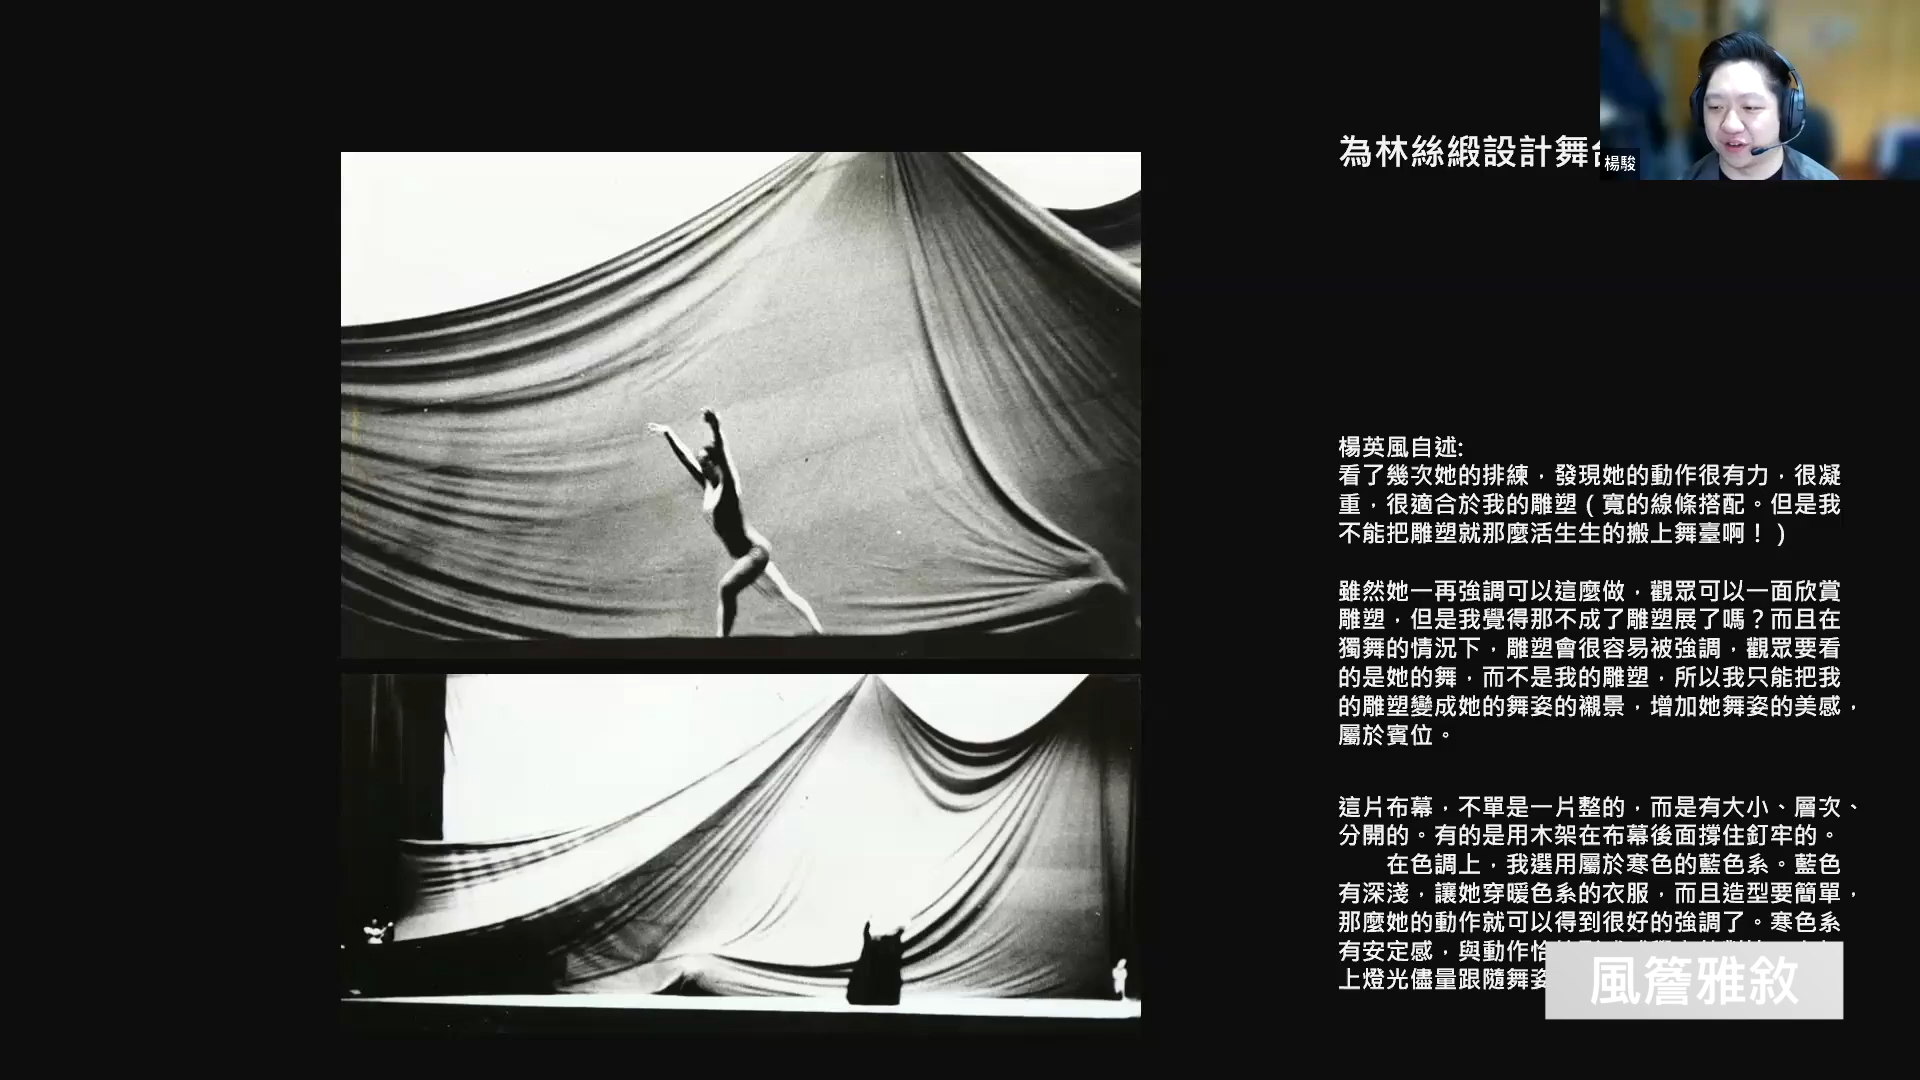 為林絲緞設計舞台
楊駿
楊英風自述:
看了幾次她的排練，發現她的動作很有力，很凝
重，很適合於我的雕塑（寬的線條搭配。但是我
不能把雕塑就那麼活生生的搬上舞臺啊！）
雖然她一再強調可以這麼做，觀眾可以一面欣賞
雕塑，但是我覺得那不成了雕塑展了嗎？而且在
獨舞的情況下，雕塑會很容易被強調，觀眾要看
的是她的舞，而不是我的雕塑，所以我只能把我
的雕塑變成她的舞姿的襯景，增加她舞姿的美感，
屬於賓位。
這片布幕，不單是一片整的，而是有大小、層次、
分開的。有的是用木架在布幕後面撐住釘牢的。
在色調上，我選用屬於寒色的藍色系。藍色
有深淺，讓她穿暖色系的衣服，而且造型要簡單，
那麼她的動作就可以得到很好的強調了。寒色系
有安定感，與動作恰
上燈光儘量跟隨舞姿
風簷雅敘